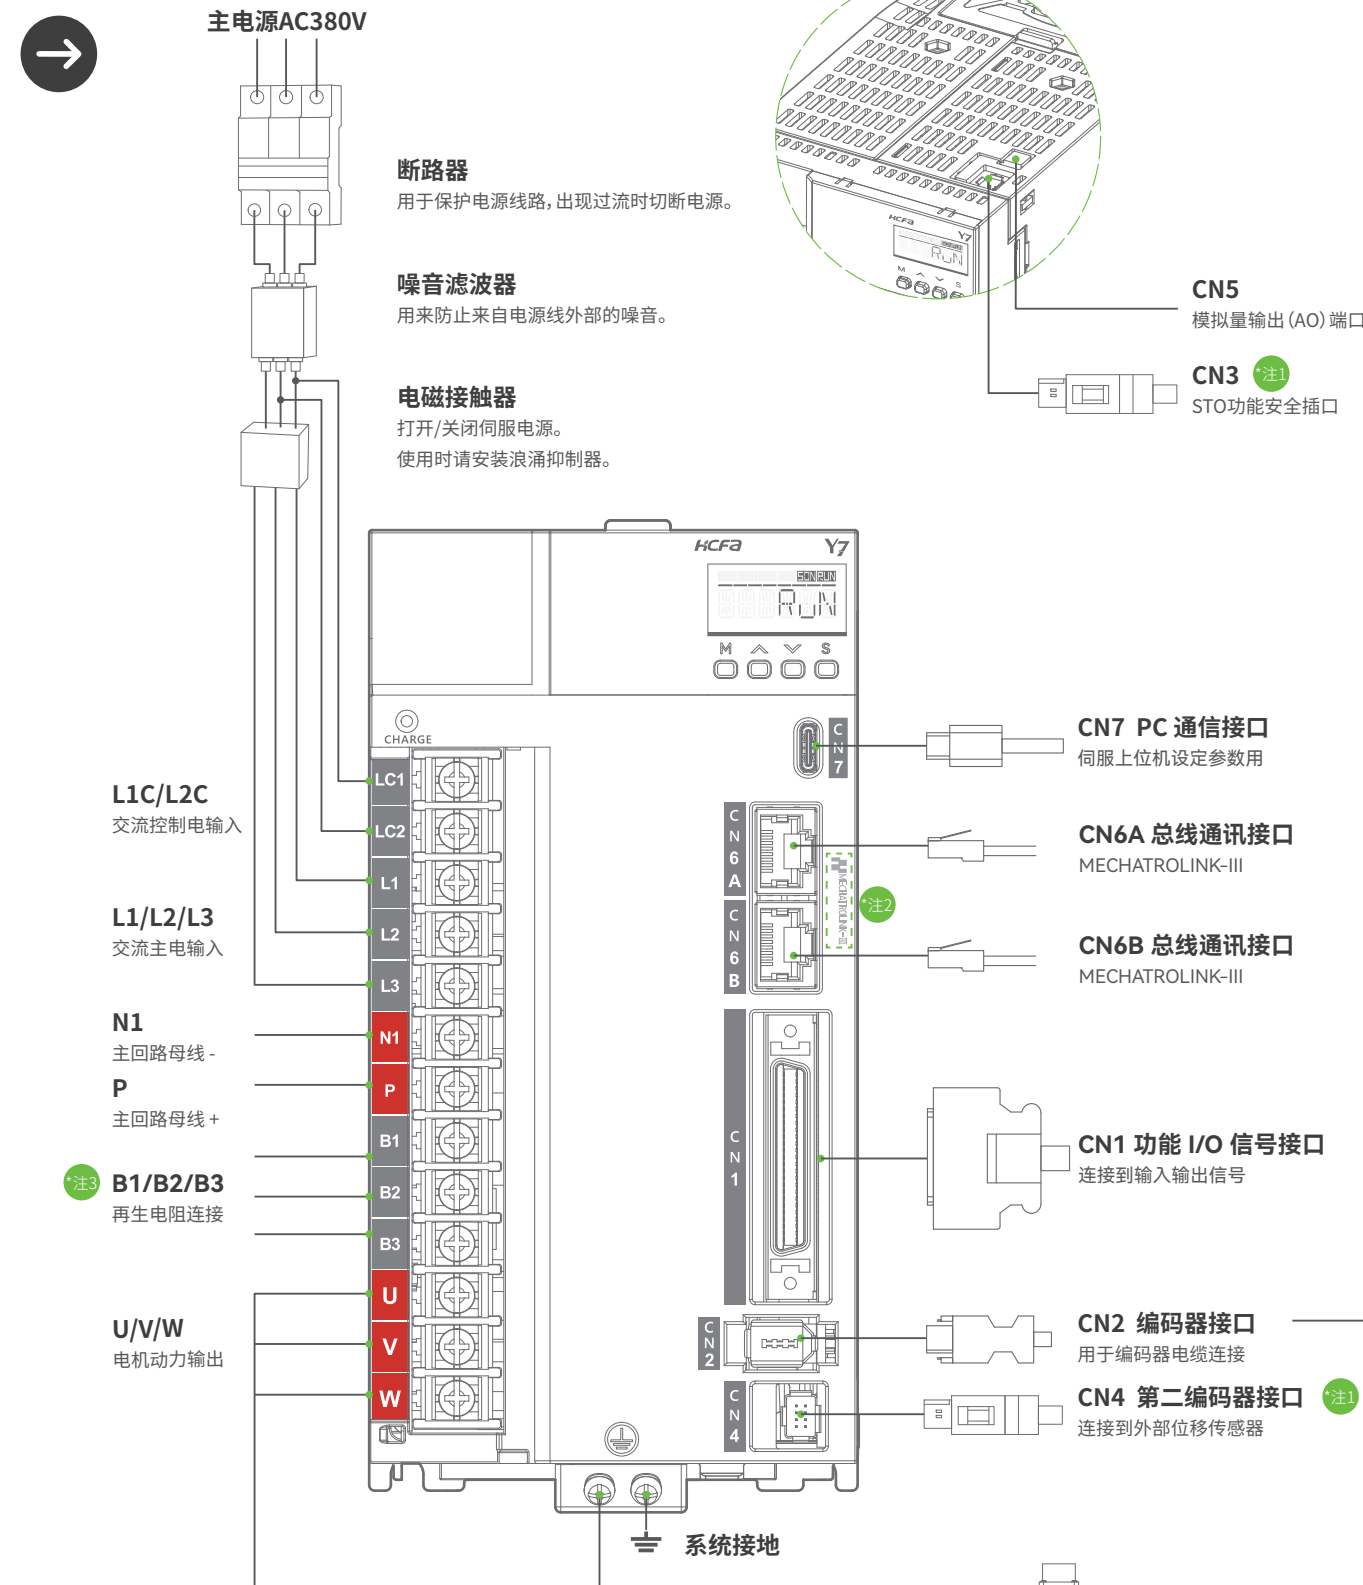 主电源AC380V
断路器
用于保护电源线路,出现过流时切断电源。
噪音滤波器
用来防止来自电源线外部的噪音。
电磁接触器
打开/关闭伺服电源。
使用时请安装浪涌抑制器。
HCFA
Y7
RUN
M
S
CN5
模拟量输出(AO)端口
CN3 *注1
STO功能安全插口
HCFA
Y7
SON RUN
RUN
M
S
CHARGE
CN7
LC1
LC2
L1
L2
L3
N1
P
B1
B2
B3
U
V
W
L1C/L2C
交流控制电输入
L1/L2/L3
交流主电输入
N1
主回路母线 -
P
主回路母线 +
*注3 B1/B2/B3
再生电阻连接
U/V/W
电机动力输出
CN6A
CN6B
MECHATROLINK-III
*注2
CN1
CN2
CN4
CN7 PC 通信接口
伺服上位机设定参数用
CN6A 总线通讯接口
MECHATROLINK-III
CN6B 总线通讯接口
MECHATROLINK-III
CN1 功能 I/O 信号接口
连接到输入输出信号
CN2 编码器接口
用于编码器电缆连接
CN4 第二编码器接口 *注1
连接到外部位移传感器
系统接地